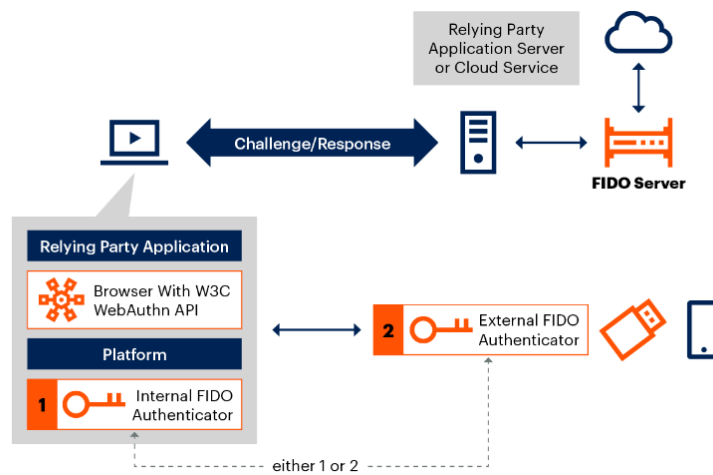 Relying Party
Application Server
or Cloud Service
Challenge/Response
FIDO Server
Relying Party Application
Browser With W3C
WebAuthn API
Platform
1
Internal FIDO
Authenticator
2
External FIDO
Authenticator
either 1 or 2